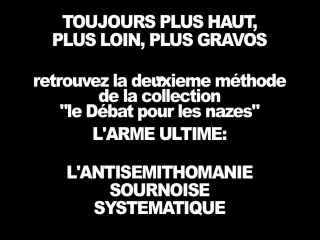 TOUJOURS PLUS HAUT,
PLUS LOIN, PLUS GRAVOS
retrouvez la deuxieme méthode
de la collection
"le Débat pour les nazes"
L'ARME ULTIME:
L'ANTISEMITHOMANIE
SOURNOISE
SYSTEMATIQUE